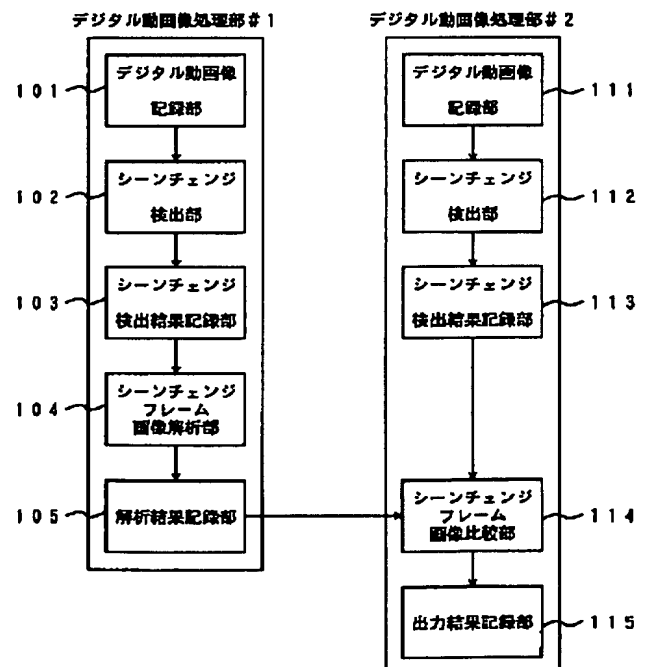 デジタル動画像処理部#1
デジタル動画像処理部#2
101
デジタル動画像
記録部
102
シーンチェンジ
検出部
103
シーンチェンジ
検出結果記録部
104
シーンチェンジ
フレーム
画像解析部
105
解析結果記録部
デジタル動画像
記録部
111
シーンチェンジ
検出部
112
シーンチェンジ
検出結果記録部
113
シーンチェンジ
フレーム
画像比較部
114
出力結果記録部
115